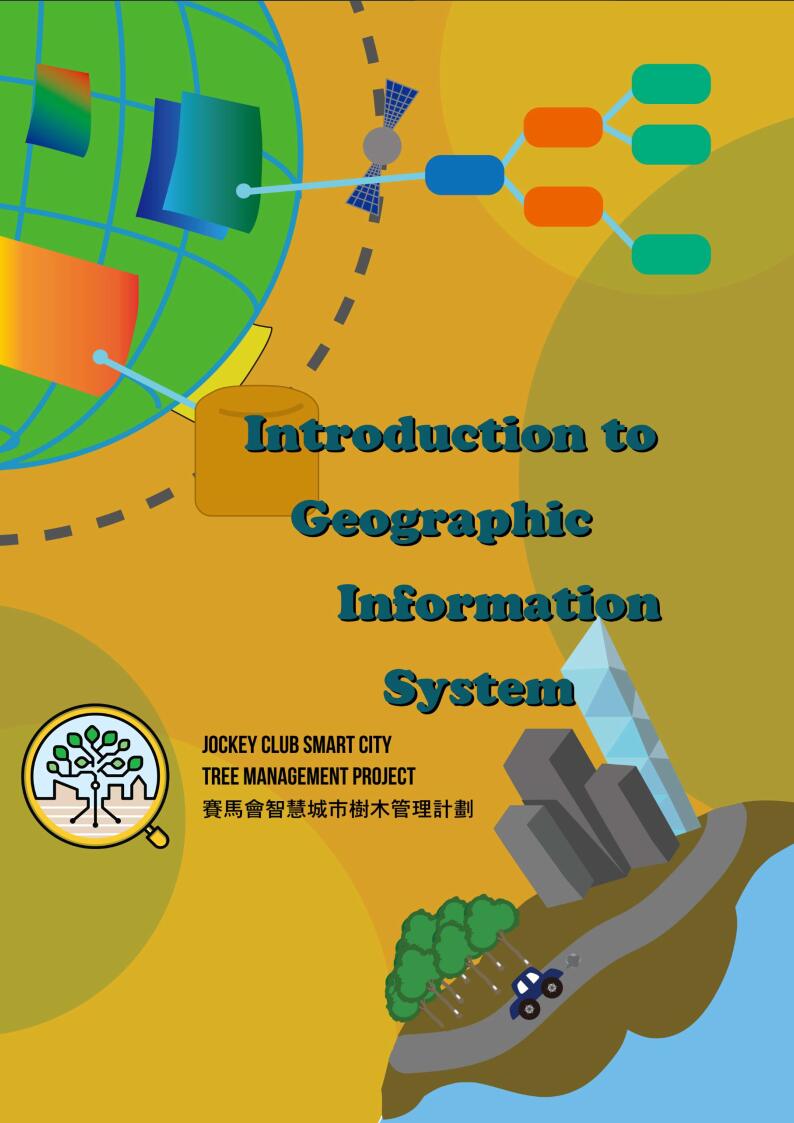 Introduction to
Geographic
Information
System
JOCKEY CLUB SMART CITY
TREE MANAGEMENT PROJECT
賽馬會智慧城市樹木管理計劃